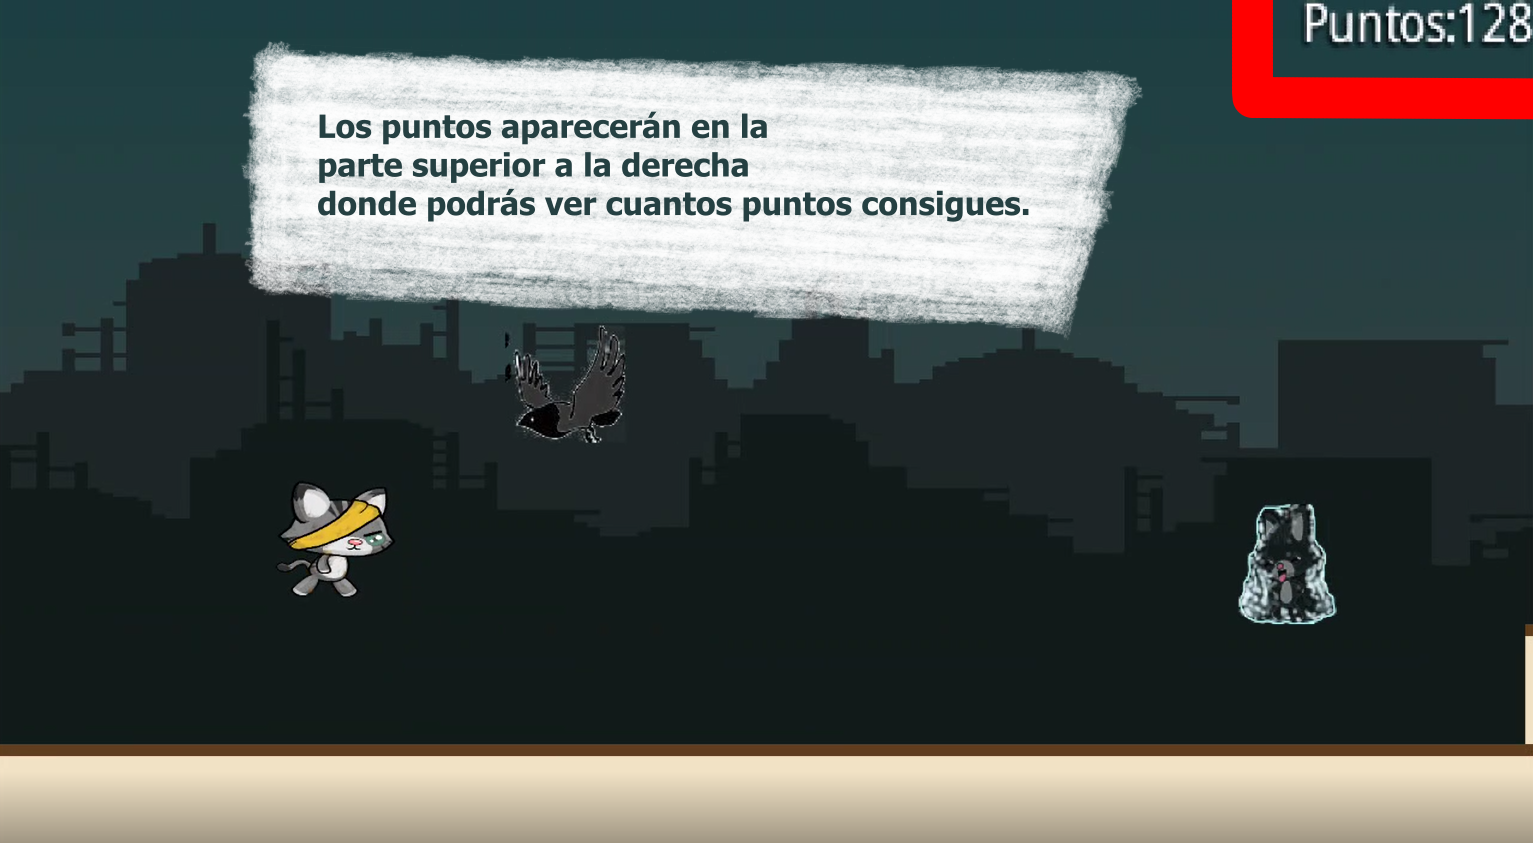 Puntos:128
Los puntos aparecerán en la
parte superior a la derecha
donde podrás ver cuantos puntos consigues.